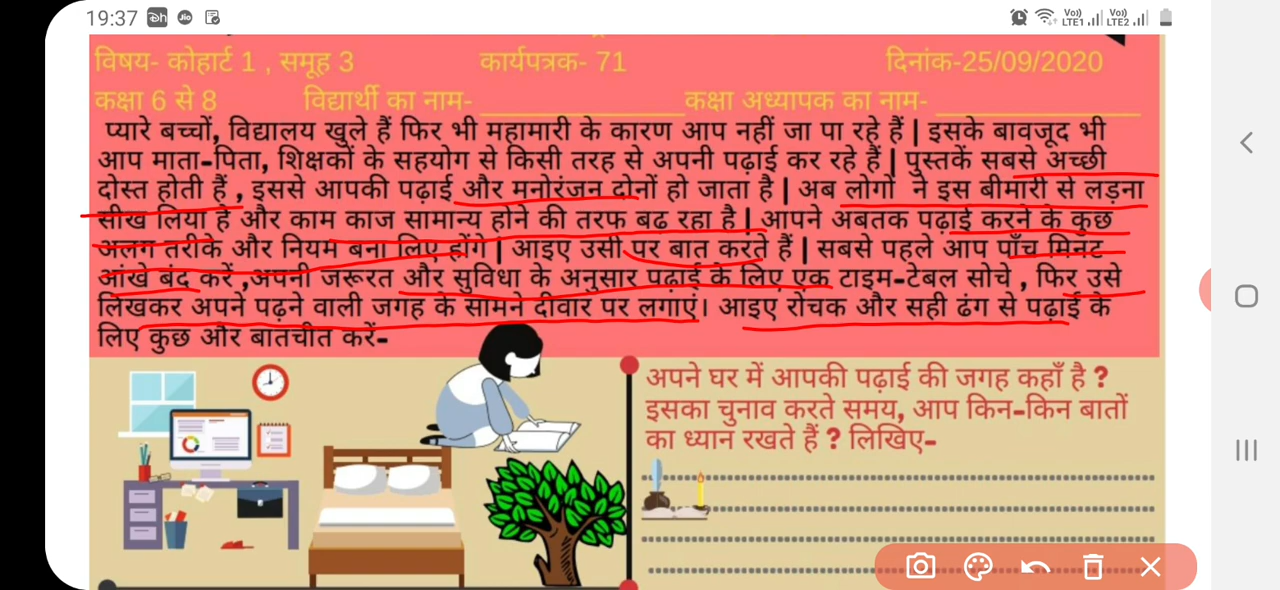 19:37
Vo)) LTE1 Vo)) LTE2
विषय- कोहार्ट 1 , समूह 3 कार्यपत्रक- 71 दिनांक-25/09/2020
कक्षा 6 से 8 विद्यार्थी का नाम- कक्षा अध्यापक का नाम-
प्यारे बच्चों, विद्यालय खुले हैं फिर भी महामारी के कारण आप नहीं जा पा रहे हैं | इसके बावजूद भी
आप माता-पिता, शिक्षकों के सहयोग से किसी तरह से अपनी पढ़ाई कर रहे हैं | पुस्तकें सबसे अच्छी
दोस्त होती हैं , इससे आपकी पढ़ाई और मनोरंजन दोनों हो जाता है | अब लोगों ने इस बीमारी से लड़ना
सीख लिया है और काम काज सामान्य होने की तरफ बढ़ रहा है | आपने अबतक पढ़ाई करने के कुछ
अलग तरीके और नियम बना लिए होंगे | आइए उसी पर बात करते हैं | सबसे पहले आप पाँच मिनट
आंखे बंद करें ,अपनी जरूरत और सुविधा के अनुसार पढ़ाई के लिए एक टाइम-टेबल सोचे , फिर उसे
लिखकर अपने पढ़ने वाली जगह के सामने दीवार पर लगाएं। आइए रोचक और सही ढंग से पढ़ाई के
लिए कुछ और बातचीत करें-
अपने घर में आपकी पढ़ाई की जगह कहाँ है ?
इसका चुनाव करते समय, आप किन-किन बातों
का ध्यान रखते हैं ? लिखिए-